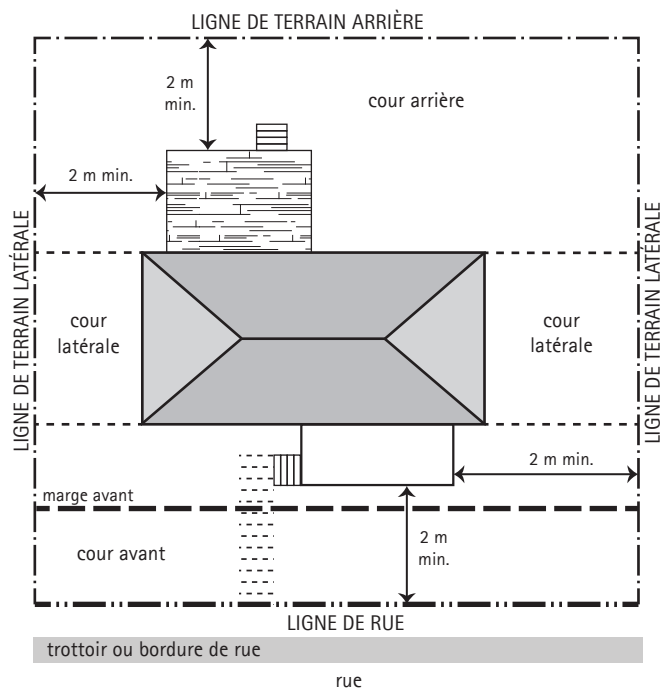 LIGNE DE TERRAIN ARRIÈRE
2 m
min.
cour arrière
2 m min.
LIGNE DE TERRAIN LATÉRALE
LIGNE DE TERRAIN LATÉRALE
cour
latérale
cour
latérale
2 m min.
marge avant
2 m
min.
cour avant
LIGNE DE RUE
trottoir ou bordure de rue
rue